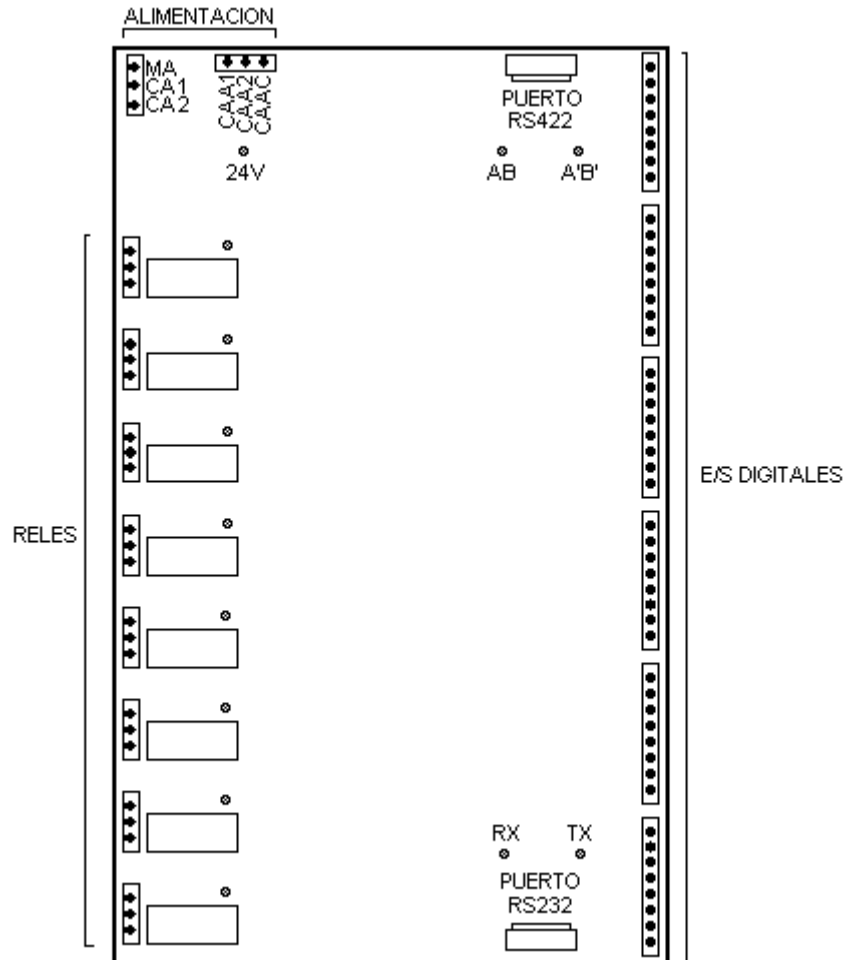 ALIMENTACION
MA
CA1
CA2
CAA1
CAA2
CAAC
24V
PUERTO
RS422
AB
A'B'
RELES
E/S DIGITALES
RX
TX
PUERTO
RS232